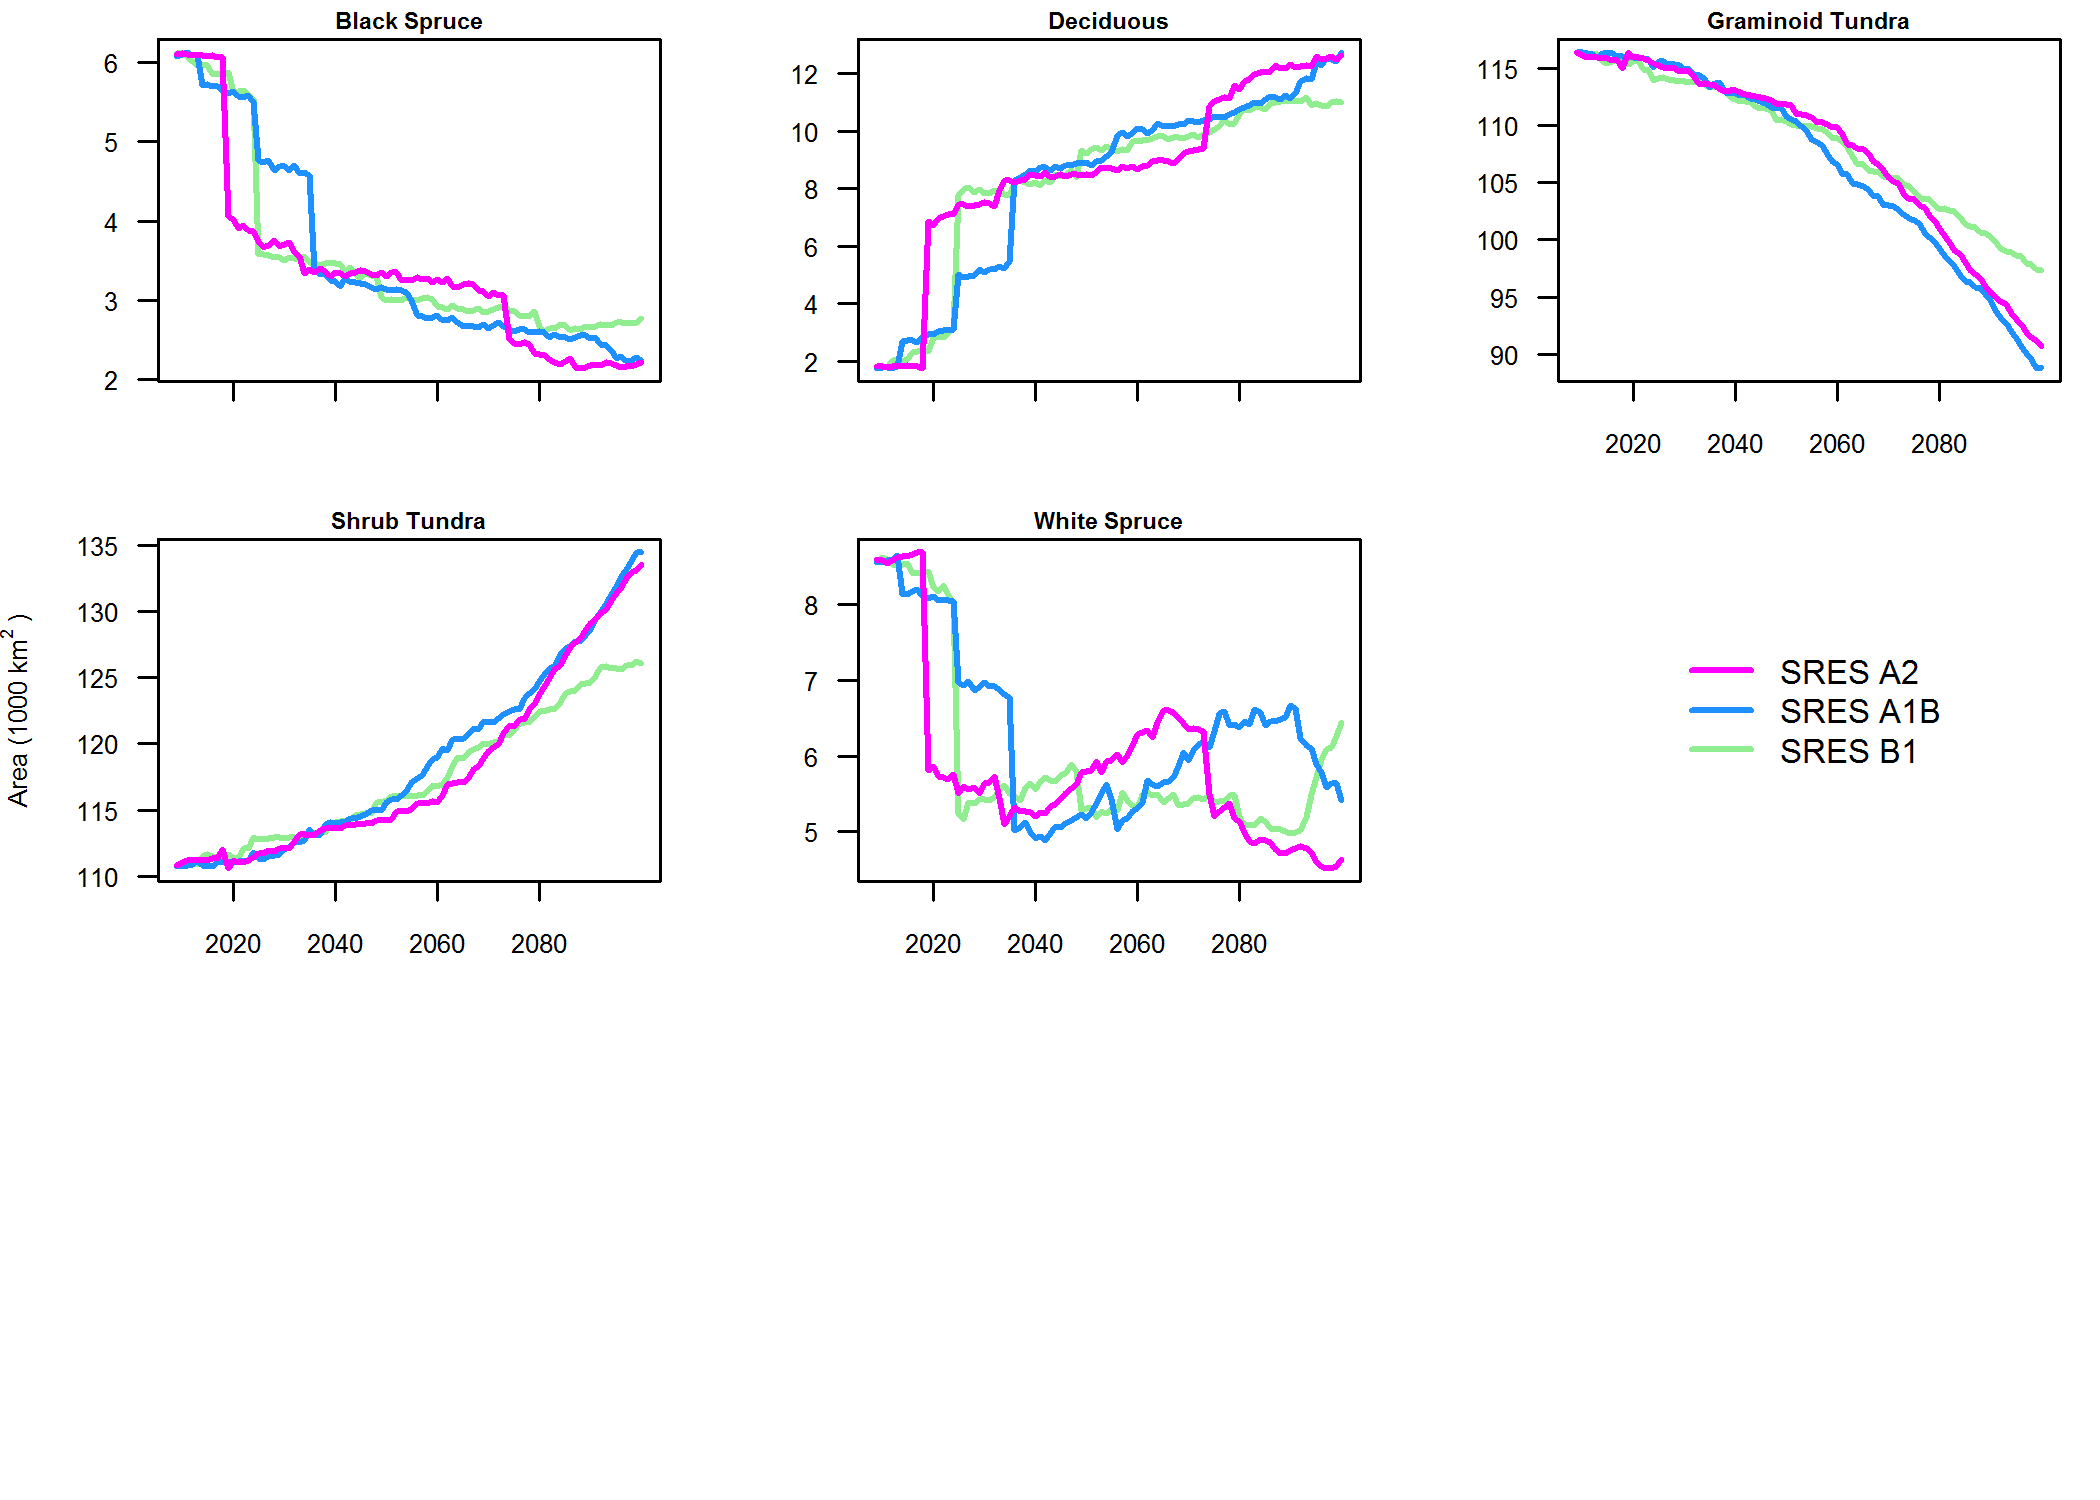 Black Spruce
6
5
4
3
2
Deciduous
12
10
8
6
4
2
Graminoid Tundra
115
110
105
100
95
90
2020 2040 2060 2080
Shrub Tundra
135
130
125
120
115
110
2020 2040 2060 2080
White Spruce
8
7
6
5
2020 2040 2060 2080
Area (1000 km²)
SRES A2
SRES A1B
SRES B1